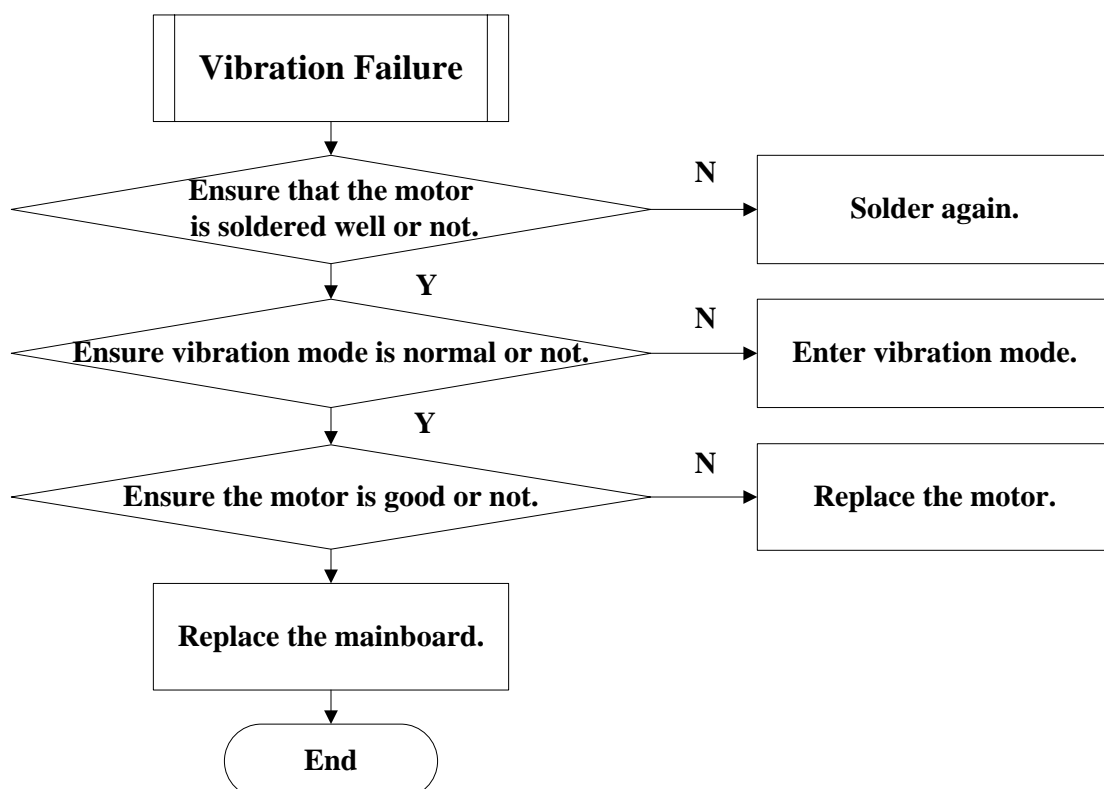 Vibration Failure
Ensure that the motor
is soldered well or not.
N
Solder again.
Y
Ensure vibration mode is normal or not.
N
Enter vibration mode.
Y
Ensure the motor is good or not.
N
Replace the motor.
Replace the mainboard.
End